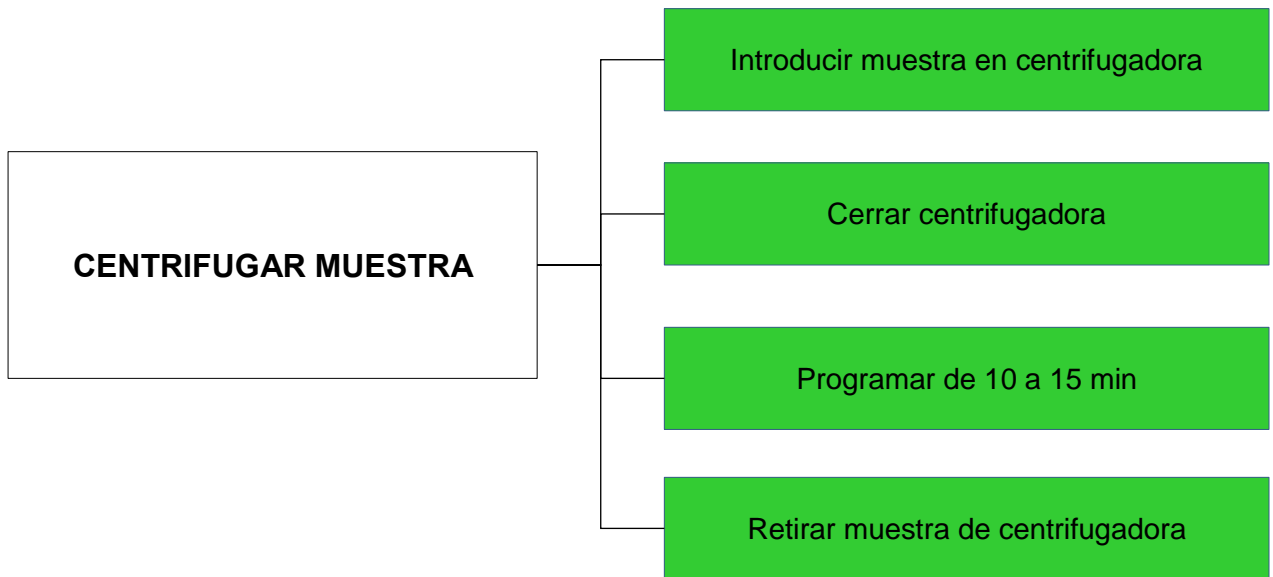 Introducir muestra en centrifugadora
Cerrar centrifugadora
CENTRIFUGAR MUESTRA
Programar de 10 a 15 min
Retirar muestra de centrifugadora